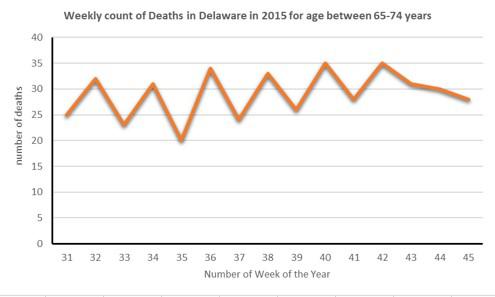 Weekly count of Deaths in Delaware in 2015 for age between 65-74 years
40
35
30
25
20
15
10
5
0
number of deaths
31 32 33 34 35 36 37 38 39 40 41 42 43 44 45
Number of Week of the Year